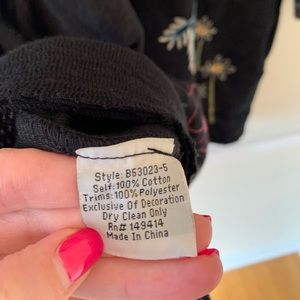 Style: B53023-5
Self: 100% Cotton
Trims: 100% Polyester
Exclusive Of Decoration
Dry Clean Only
Rn# 149414
Made In China